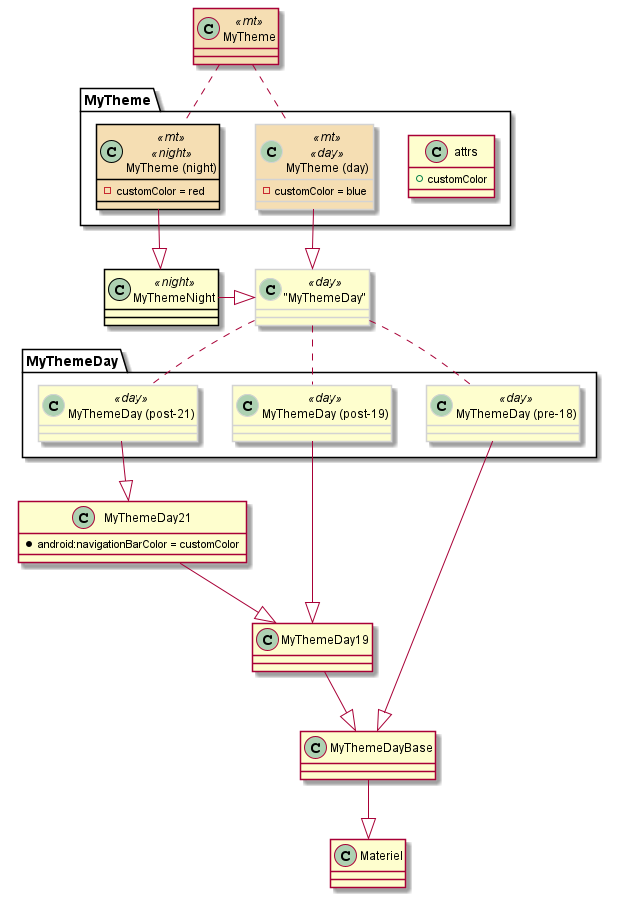 C
«mt»
MyTheme
MyTheme
C
«mt»
«night»
MyTheme (night)
customColor = red
C
«mt»
«day»
MyTheme (day)
customColor = blue
C
attrs
customColor
C
«night»
MyThemeNight
C
«day»
"MyThemeDay"
MyThemeDay
C
«day»
MyThemeDay (post-21)
C
«day»
MyThemeDay (post-19)
C
«day»
MyThemeDay (pre-18)
C
MyThemeDay21
android:navigationBarColor = customColor
C
MyThemeDay19
C
MyThemeDayBase
C
Materiel